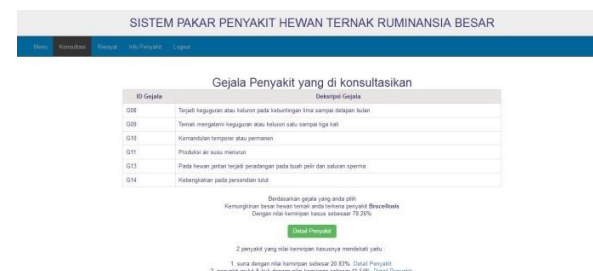 SISTEM PAKAR PENYAKIT HEWAN TERNAK RUMINANSIA BESAR
Menu Konsultasi Riwayat Info Penyakit Logout
Gejala Penyakit yang di konsultasikan
ID Gejala Deksripsi Gejala
G08 Terjadi keguguran atau keluron pada kebuntingan lima sampai delapan bulan
G09 Ternak mengalami keguguran atau keluron satu sampai tiga kali
G10 Kemandulan temporer atau permanen
G11 Produksi air susu menurun
G13 Pada hewan jantan terjadi peradangan pada buah pelir dan saluran sperma
G14 Kebengkakan pada persendian lutut
Berdasarkan gejala yang anda pilih
Kemungkinan besar hewan ternak anda terkena penyakit Brucellosis
Dengan nilai kemiripan kasus sebesar 78.26%
Detail Penyakit
2 penyakit yang nilai kemiripan kasusnya mendekati yaitu :
1. surra dengan nilai kemiripan sebesar 20.83% Detail Penyakit